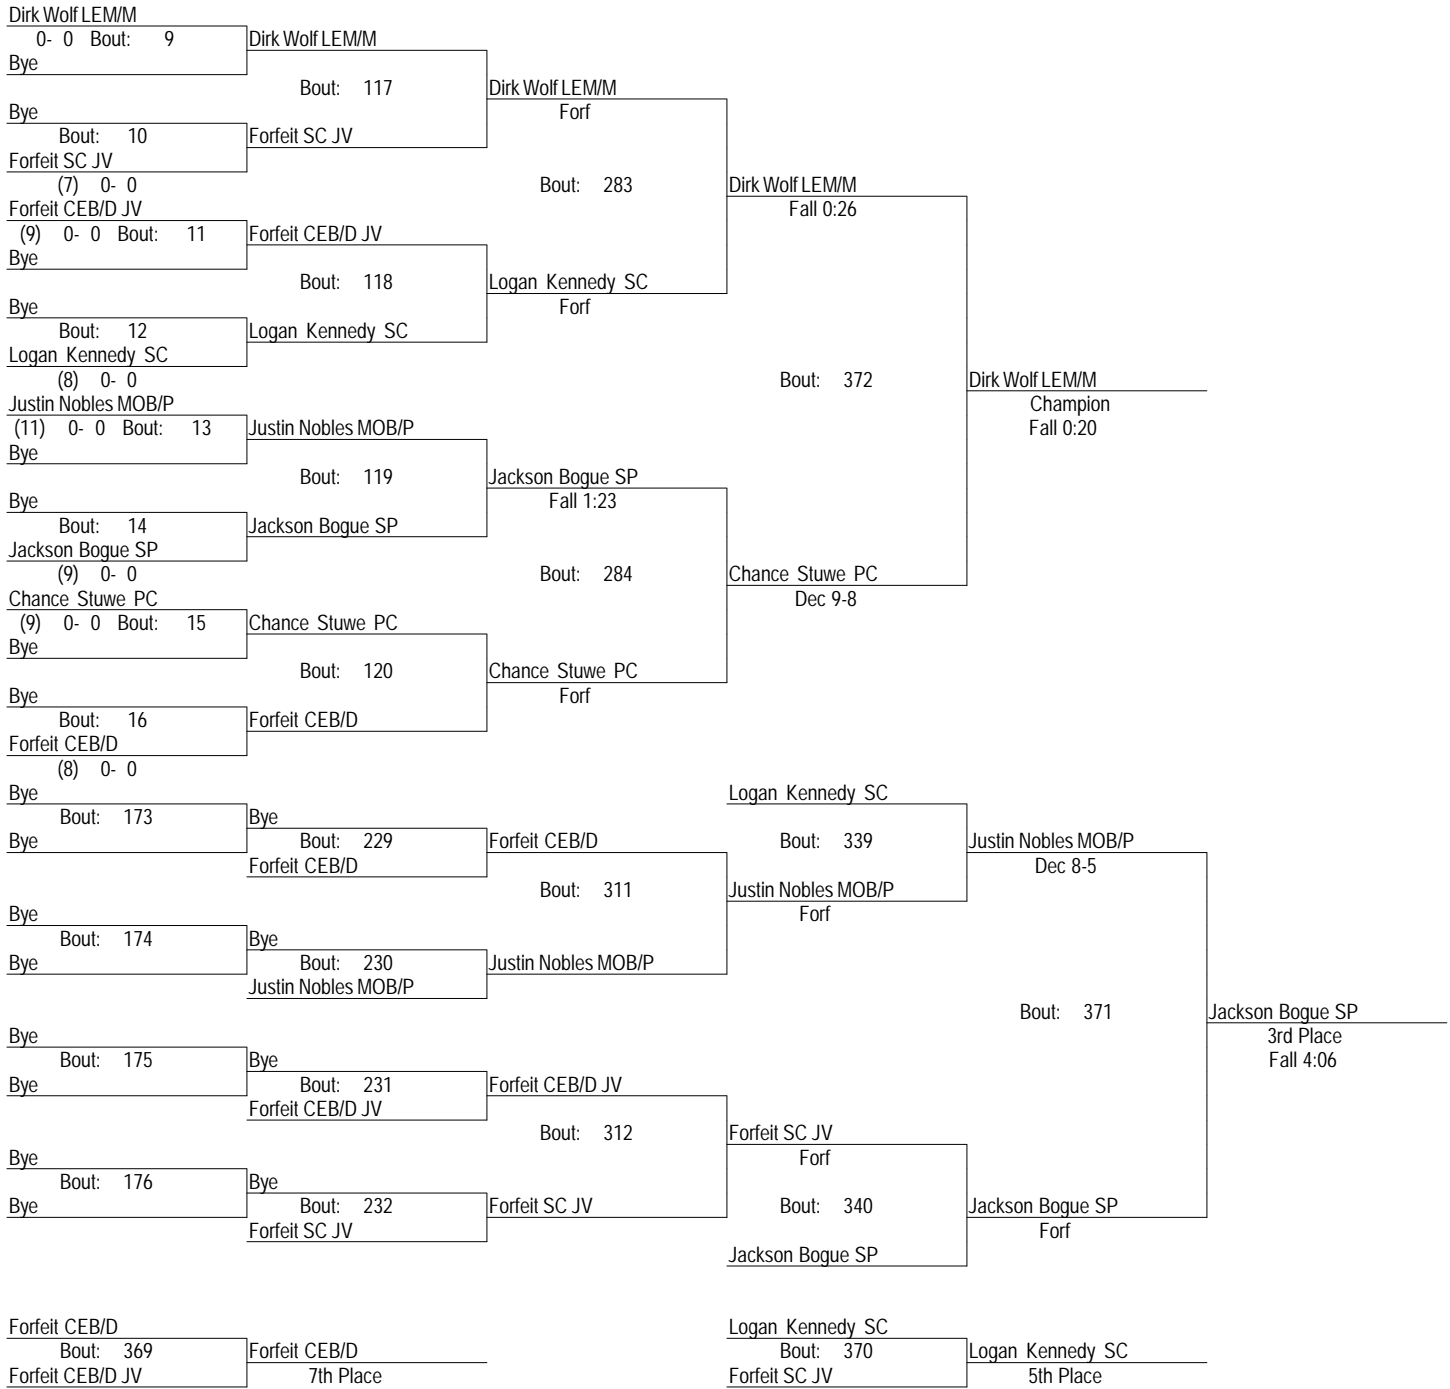 Dirk Wolf LEM/M
0- 0 Bout: 9 Dirk Wolf LEM/M
Bye
Bout: 117 Dirk Wolf LEM/M
Bye Forf
Bout: 10 Forfeit SC JV
Forfeit SC JV
(7) 0- 0 Bout: 283 Dirk Wolf LEM/M
Forfeit CEB/D JV Fall 0:26
(9) 0- 0 Bout: 11 Forfeit CEB/D JV
Bye
Bout: 118 Logan Kennedy SC
Bye Forf
Bout: 12 Logan Kennedy SC
Logan Kennedy SC
(8) 0- 0 Bout: 372 Dirk Wolf LEM/M
Justin Nobles MOB/P Champion
(11) 0- 0 Bout: 13 Justin Nobles MOB/P Fall 0:20
Bye
Bout: 119 Jackson Bogue SP
Bye Fall 1:23
Bout: 14 Jackson Bogue SP
Jackson Bogue SP
(9) 0- 0 Bout: 284 Chance Stuwe PC
Chance Stuwe PC Dec 9-8
(9) 0- 0 Bout: 15 Chance Stuwe PC
Bye
Bout: 120 Chance Stuwe PC
Bye Forf
Bout: 16 Forfeit CEB/D
Forfeit CEB/D
(8) 0- 0
Bye Logan Kennedy SC
Bout: 173 Bye
Bye Bout: 229 Forfeit CEB/D Bout: 339 Justin Nobles MOB/P
Forfeit CEB/D Dec 8-5
Bout: 311 Justin Nobles MOB/P
Bye Forf
Bout: 174 Bye
Bye Bout: 230 Justin Nobles MOB/P
Justin Nobles MOB/P
Bout: 371 Jackson Bogue SP
Bye 3rd Place
Bout: 175 Bye Fall 4:06
Bye Bout: 231 Forfeit CEB/D JV
Forfeit CEB/D JV
Bout: 312 Forfeit SC JV
Bye Forf
Bout: 176 Bye
Bye Bout: 232 Forfeit SC JV Bout: 340 Jackson Bogue SP
Forfeit SC JV Forf
Jackson Bogue SP
Forfeit CEB/D Logan Kennedy SC
Bout: 369 Forfeit CEB/D Bout: 370 Logan Kennedy SC
Forfeit CEB/D JV 7th Place Forfeit SC JV 5th Place